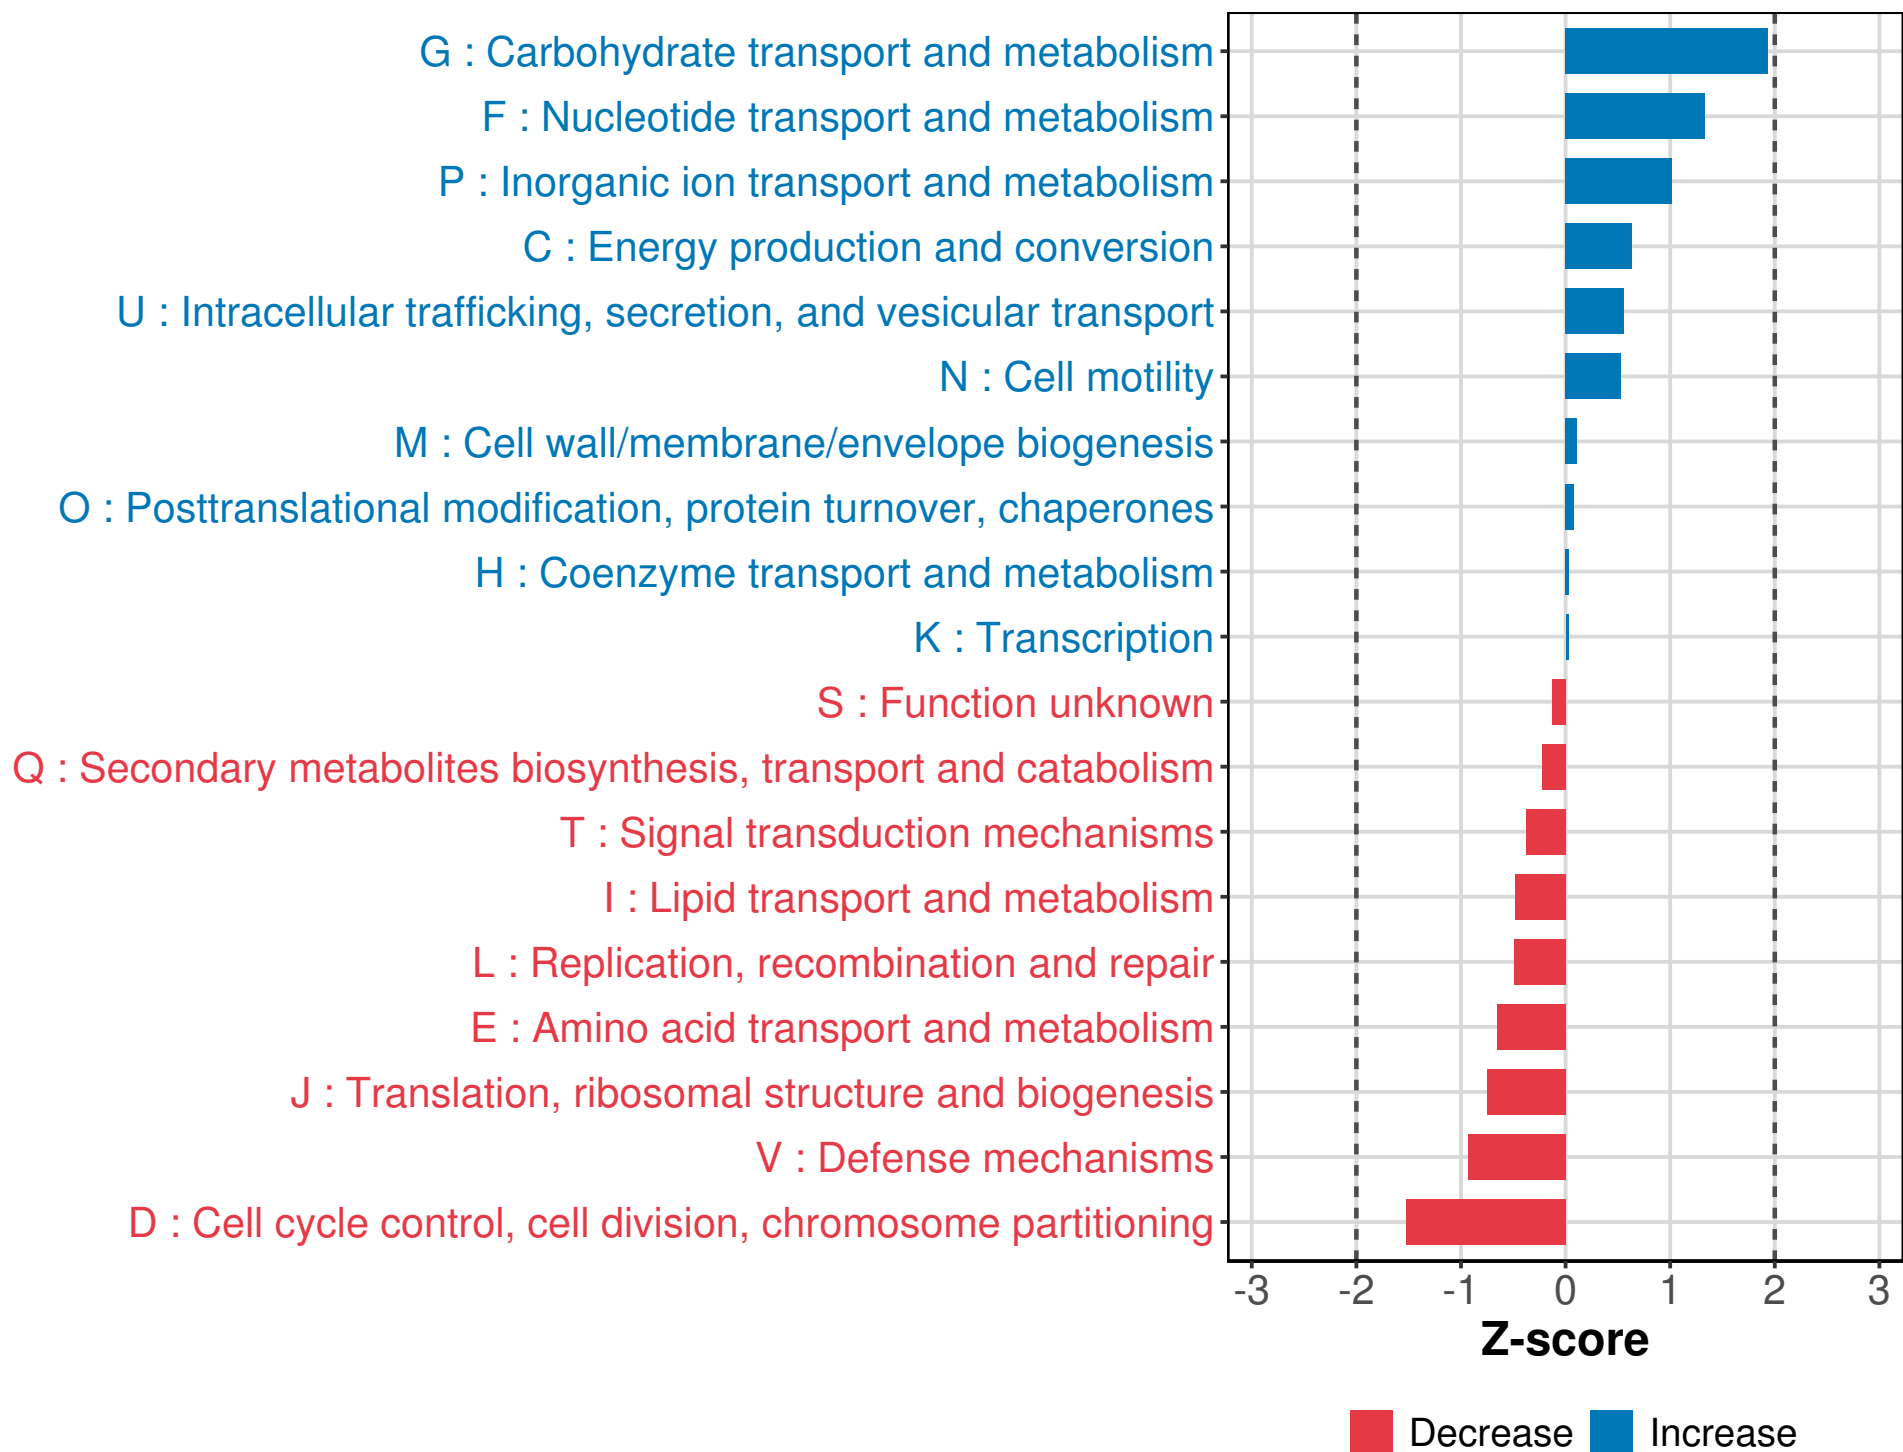 G : Carbohydrate transport and metabolism
F : Nucleotide transport and metabolism
P : Inorganic ion transport and metabolism
C : Energy production and conversion
U : Intracellular trafficking, secretion, and vesicular transport
N : Cell motility
M : Cell wall/membrane/envelope biogenesis
O : Posttranslational modification, protein turnover, chaperones
H : Coenzyme transport and metabolism
K : Transcription
S : Function unknown
Q : Secondary metabolites biosynthesis, transport and catabolism
T : Signal transduction mechanisms
I : Lipid transport and metabolism
L : Replication, recombination and repair
E : Amino acid transport and metabolism
J : Translation, ribosomal structure and biogenesis
V : Defense mechanisms
D : Cell cycle control, cell division, chromosome partitioning
-3 -2 -1 0 1 2 3
Z-score
Decrease Increase